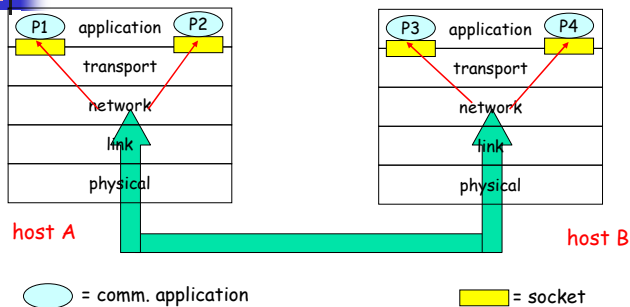 P1 application P2
transport
network
link
physical
host A
P3 application P4
transport
network
link
physical
host B
= comm. application
= socket